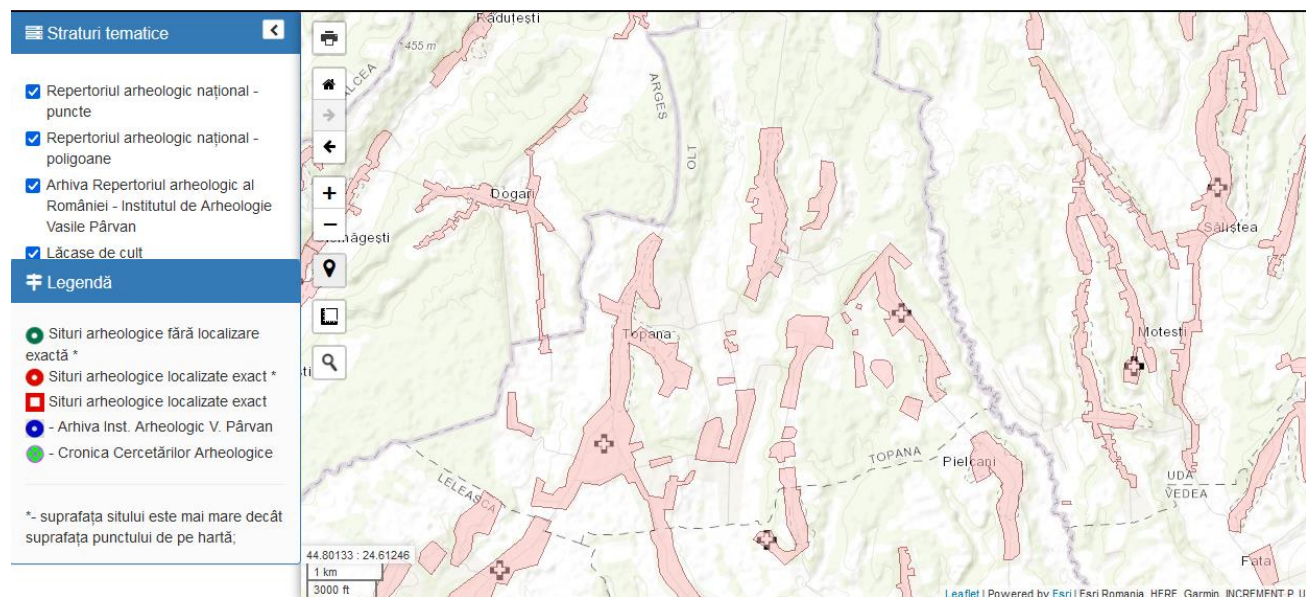 Straturi tematice
Repertoriul arheologic național -
puncte
Repertoriul arheologic național -
poligoane
Arhiva Repertoriul arheologic al
României - Institutul de Arheologie
Vasile Pârvan
Lăcașe de cult
Legendă
Situri arheologice fără localizare
exactă *
Situri arheologice localizate exact *
Situri arheologice localizate exact
- Arhiva Inst. Arheologic V. Pârvan
- Cronica Cercetărilor Arheologice
*- suprafața sitului este mai mare decât
suprafața punctului de pe hartă;
Rădutești
455 m
ARGEȘ
OLT
Dogari
Săliștea
Topana
Motești
TOPANA
Pielcani
LELEASCA
UDA
VEDEA
Fata
44.80133 : 24.61246
1 km
3000 ft
Leaflet | Powered by Esri | Esri Romania, HERE, Garmin, INCREMENT P, U